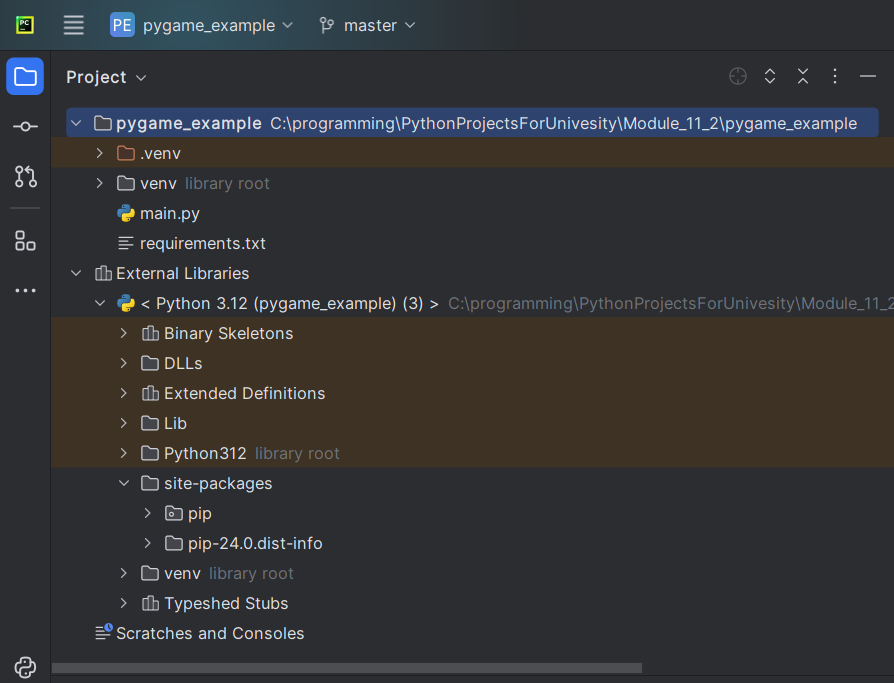 PC
PE pygame_example master
Project
pygame_example C:\programming\PythonProjectsForUnivesity\Module_11_2\pygame_example
.venv
venv library root
main.py
requirements.txt
External Libraries
< Python 3.12 (pygame_example) (3) > C:\programming\PythonProjectsForUnivesity\Module_11_2
Binary Skeletons
DLLs
Extended Definitions
Lib
Python312 library root
site-packages
pip
pip-24.0.dist-info
venv library root
Typeshed Stubs
Scratches and Consoles